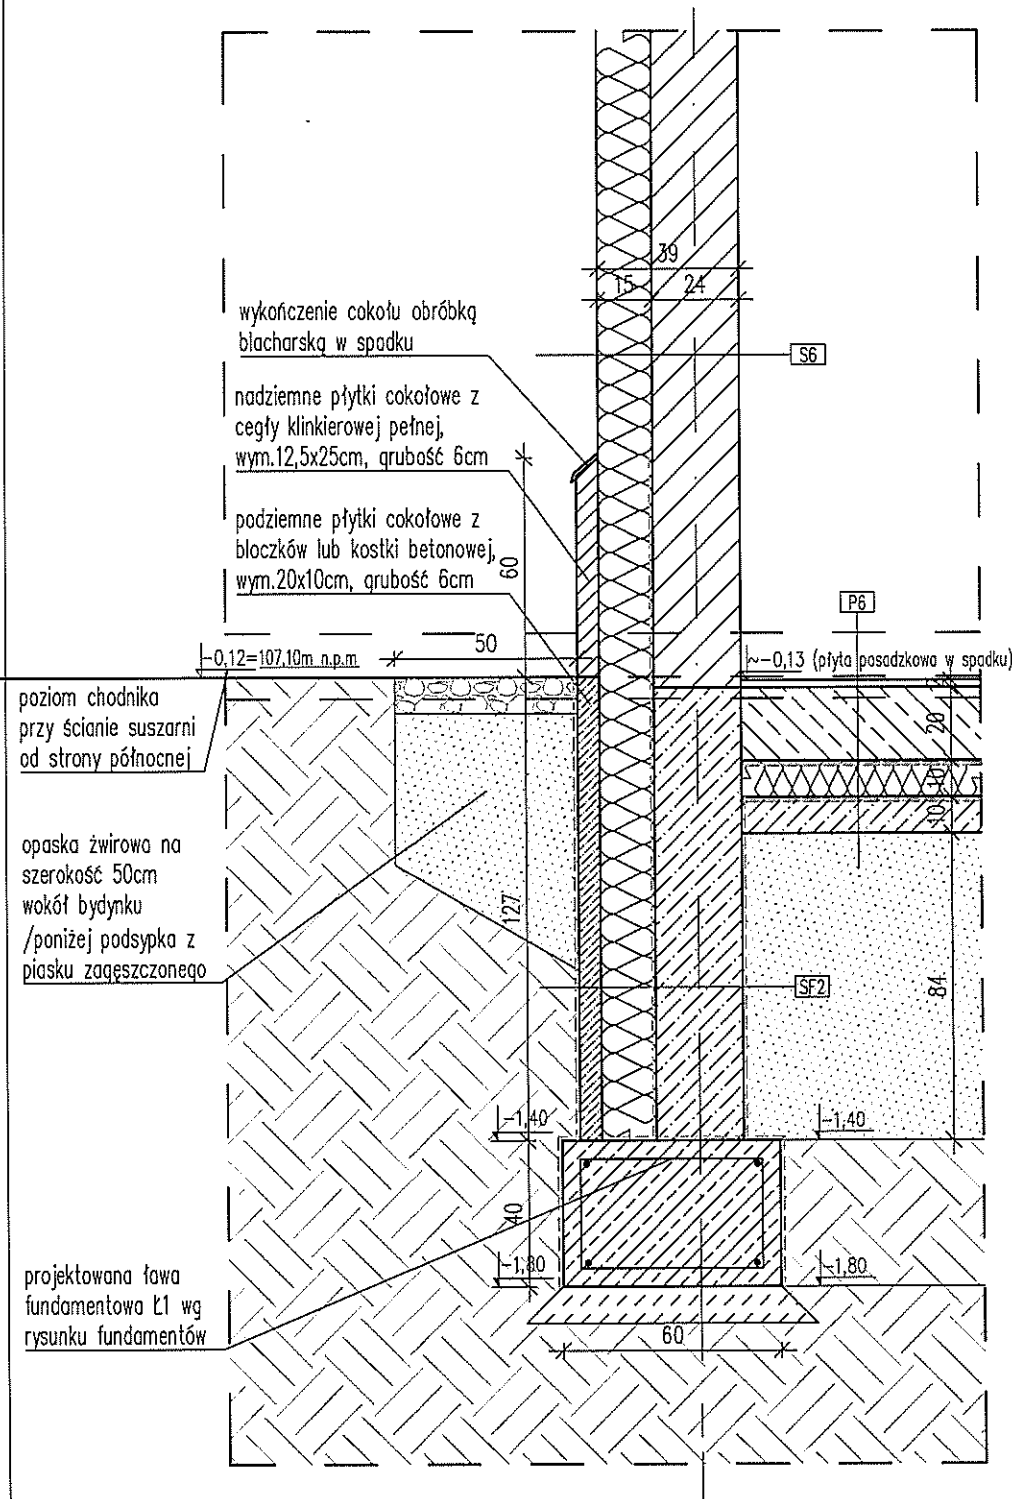 39
15
24
wykończenie cokołu obróbką
blacharską w spadku
S6
nadziemne płytki cokołowe z
cegły klinkierowej pełnej,
wym.12,5x25cm, grubość 6cm
podziemne płytki cokołowe z
bloczków lub kostki betonowej,
wym.20x10cm, grubość 6cm
60
P6
50
-0,12=107,10m n.p.m
~-0,13 (płyta posadzkowa w spadku)
poziom chodnika
przy ścianie suszarni
od strony północnej
20
10
10
opaska żwirowa na
szerokość 50cm
wokół bydynku
/poniżej podsypka z
piasku zagęszczonego
127
84
SF2
-1,40
-1,40
40
-1,80
-1,80
projektowana ława
fundamentowa Ł1 wg
rysunku fundamentów
60